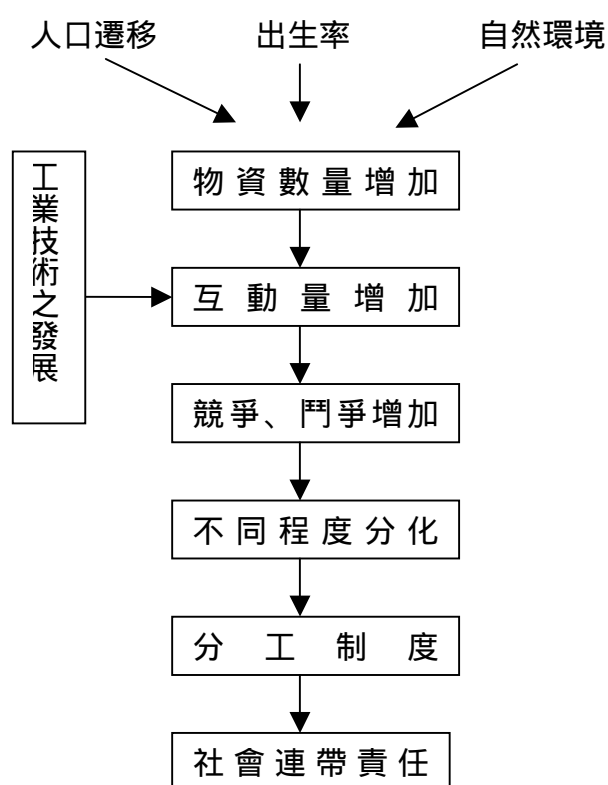 人口遷移 出生率 自然環境
物資數量增加
工業技術之發展
互動量增加
競爭、鬥爭增加
不同程度分化
分工制度
社會連帶責任